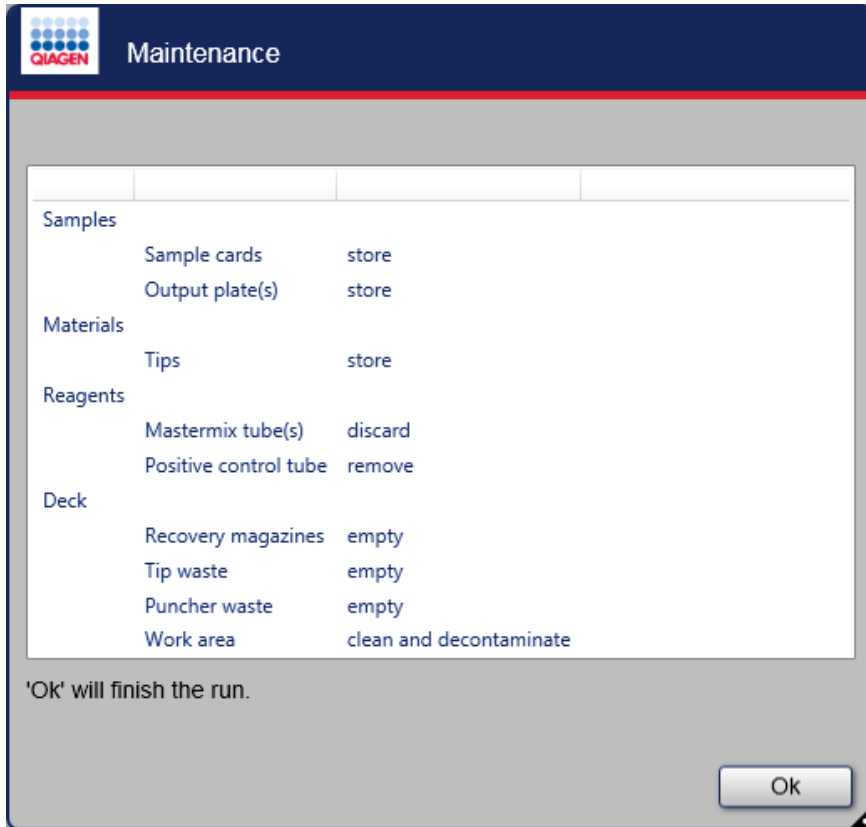 QIAGEN
Maintenance
Samples
Sample cards store
Output plate(s) store
Materials
Tips store
Reagents
Mastermix tube(s) discard
Positive control tube remove
Deck
Recovery magazines empty
Tip waste empty
Puncher waste empty
Work area clean and decontaminate
'Ok' will finish the run.
Ok